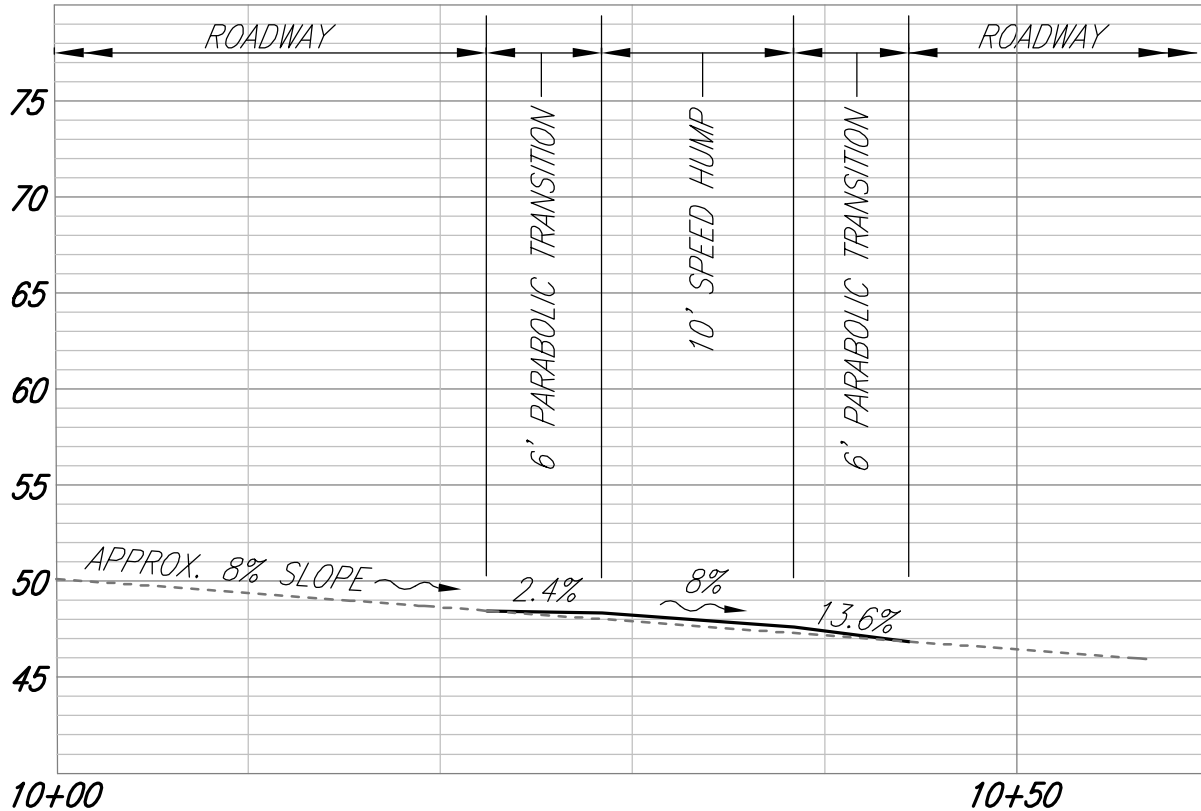 ROADWAY
ROADWAY
75
70
65
60
55
50
45
6' PARABOLIC TRANSITION
10' SPEED HUMP
6' PARABOLIC TRANSITION
APPROX. 8% SLOPE
2.4%
8%
13.6%
10+00
10+50